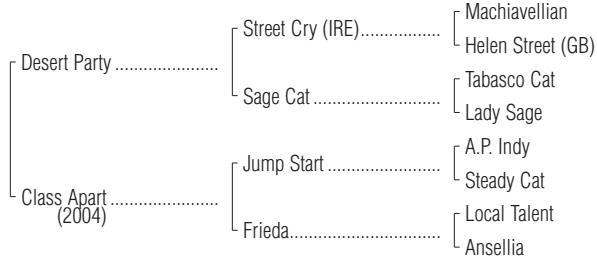 Machiavellian
Street Cry (IRE)....................
Helen Street (GB)
Desert Party ..........................
Tabasco Cat
Sage Cat ................................
Lady Sage
A.P. Indy
Jump Start .............................
Steady Cat
Class Apart ...........................
(2004)
Local Talent
Frieda......................................
Ansellia